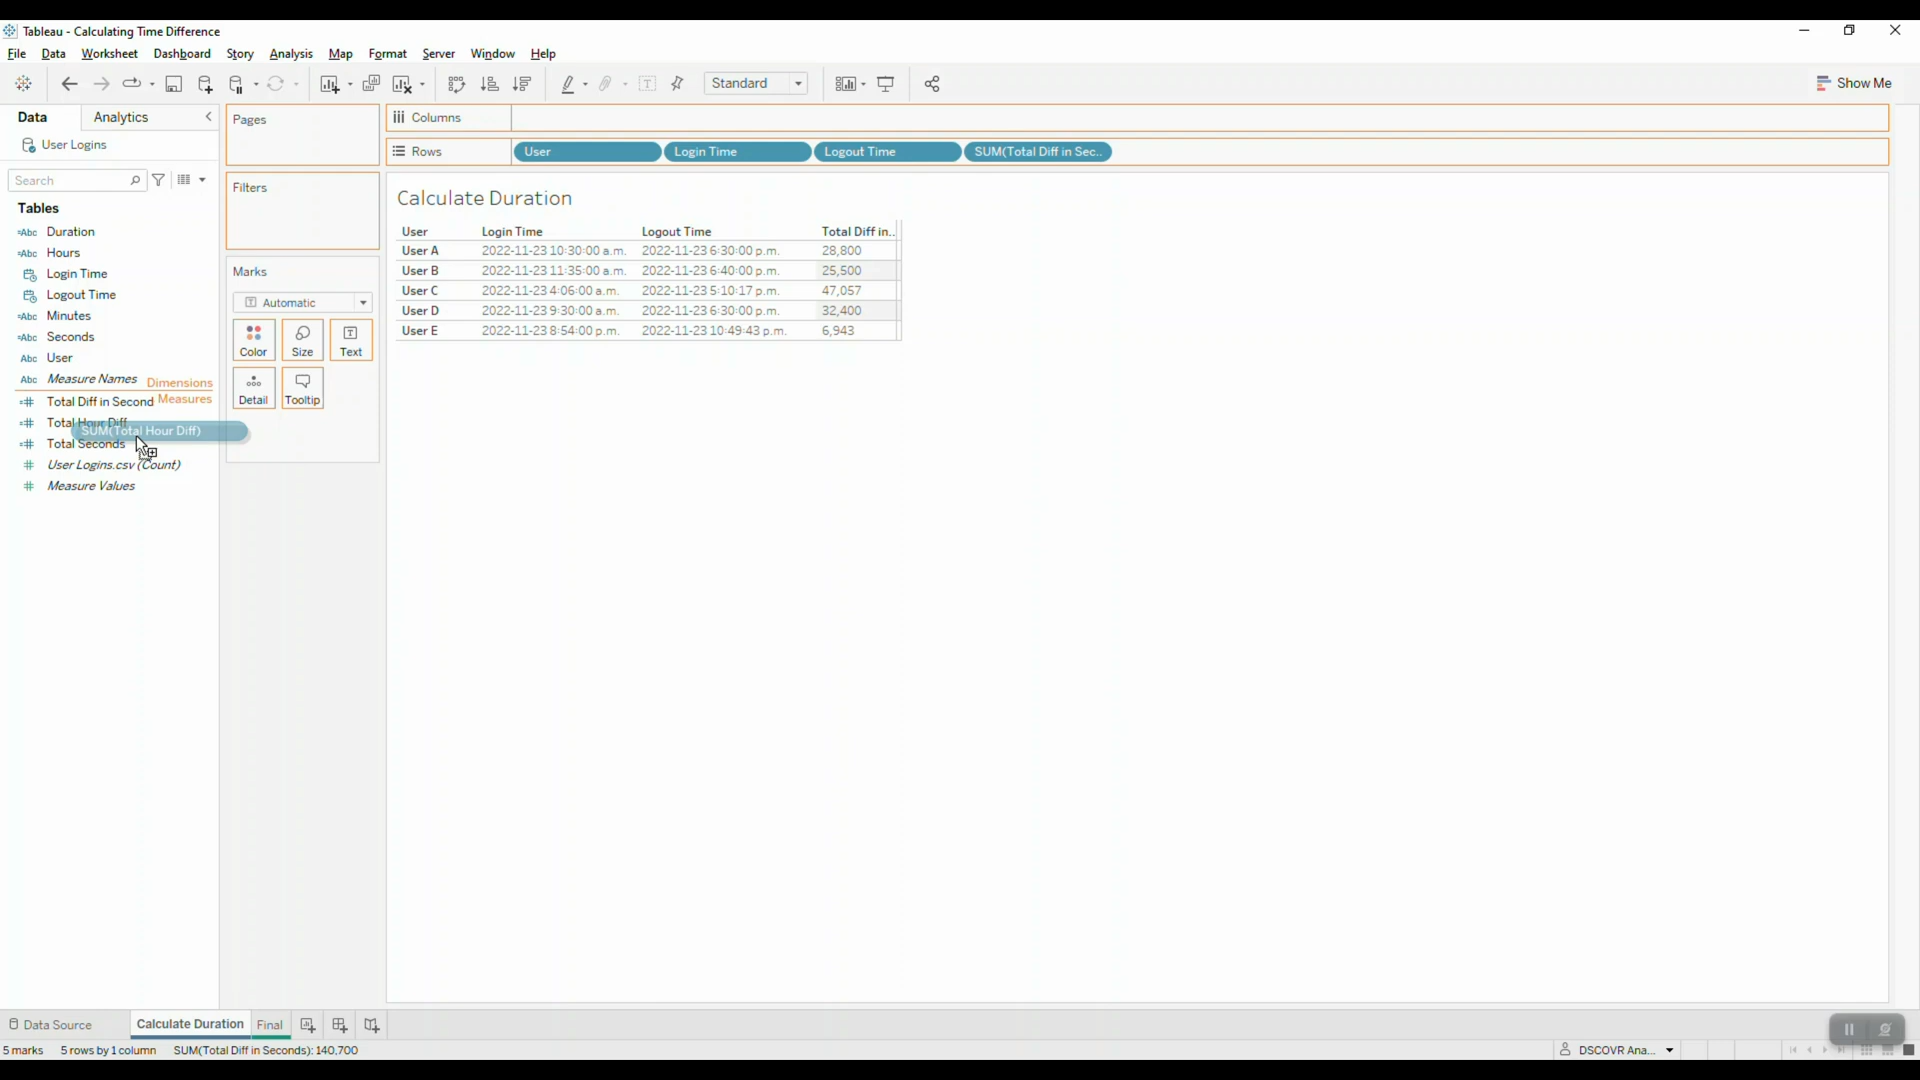 Tableau - Calculating Time Difference
File Data Worksheet Dashboard Story Analysis Map Format Server Window Help
Standard
Show Me
Data Analytics
Pages
Columns
User Logins
Rows User Login Time Logout Time SUM(Total Diff in Sec..
Search
Filters
Calculate Duration
Tables
Duration
Hours
Login Time
Logout Time
Minutes
Seconds
User
Measure Names
Dimensions
Measures
Total Diff in Second
Total Hour Diff
SUM(Total Hour Diff)
Total Seconds
User Logins.csv (Count)
Measure Values
Marks
Automatic
Color Size Text
Detail Tooltip
User Login Time Logout Time Total Diff in..
User A 2022-11-23 10:30:00 a.m. 2022-11-23 6:30:00 p.m. 28,800
User B 2022-11-23 11:35:00 a.m. 2022-11-23 6:40:00 p.m. 25,500
User C 2022-11-23 4:06:00 a.m. 2022-11-23 5:10:17 p.m. 47,057
User D 2022-11-23 9:30:00 a.m. 2022-11-23 6:30:00 p.m. 32,400
User E 2022-11-23 8:54:00 p.m. 2022-11-23 10:49:43 p.m. 6,943
Data Source Calculate Duration Final
5 marks 5 rows by 1 column SUM(Total Diff in Seconds): 140,700
DSCOVR Ana...